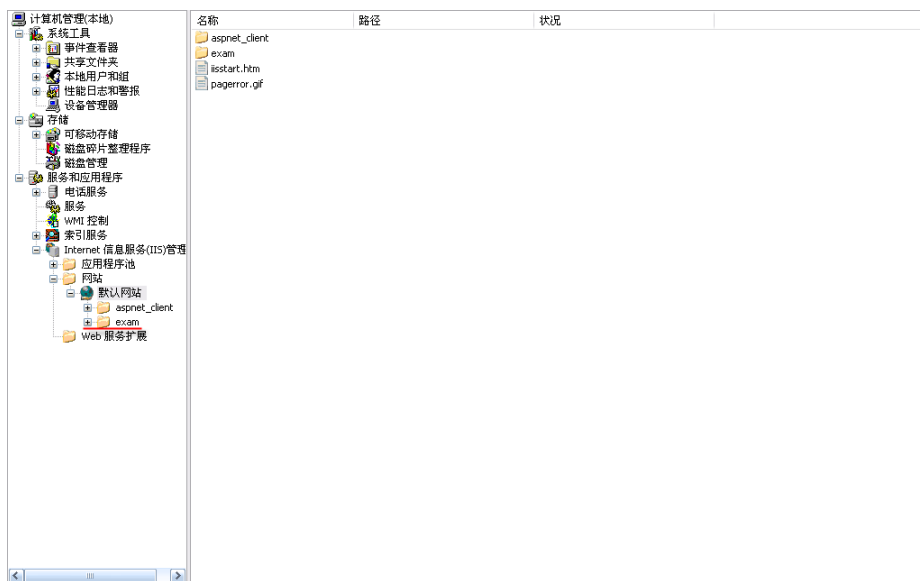 计算机管理(本地)
系统工具
事件查看器
共享文件夹
本地用户和组
性能日志和警报
设备管理器
存储
可移动存储
磁盘碎片整理程序
磁盘管理
服务和应用程序
电话服务
服务
WMI 控制
索引服务
Internet 信息服务(IIS)管理
应用程序池
网站
默认网站
aspnet_client
exam
Web 服务扩展
名称 路径 状况
aspnet_client
exam
iisstart.htm
pagerror.gif